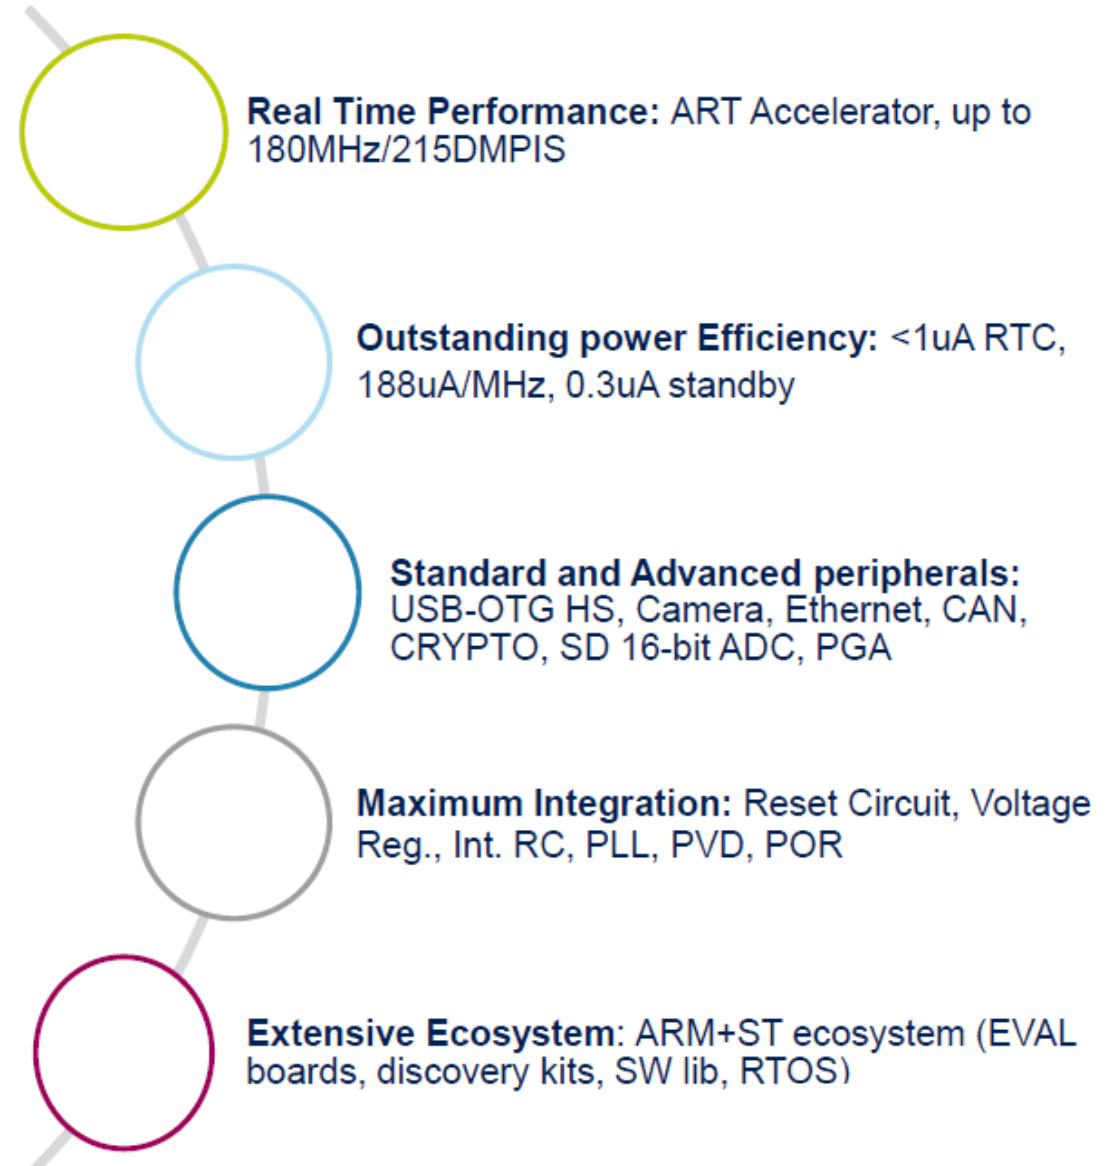 Real Time Performance: ART Accelerator, up to
180MHz/215DMPIS
Outstanding power Efficiency: <1uA RTC,
188uA/MHz, 0.3uA standby
Standard and Advanced peripherals:
USB-OTG HS, Camera, Ethernet, CAN,
CRYPTO, SD 16-bit ADC, PGA
Maximum Integration: Reset Circuit, Voltage
Reg., Int. RC, PLL, PVD, POR
Extensive Ecosystem: ARM+ST ecosystem (EVAL
boards, discovery kits, SW lib, RTOS)